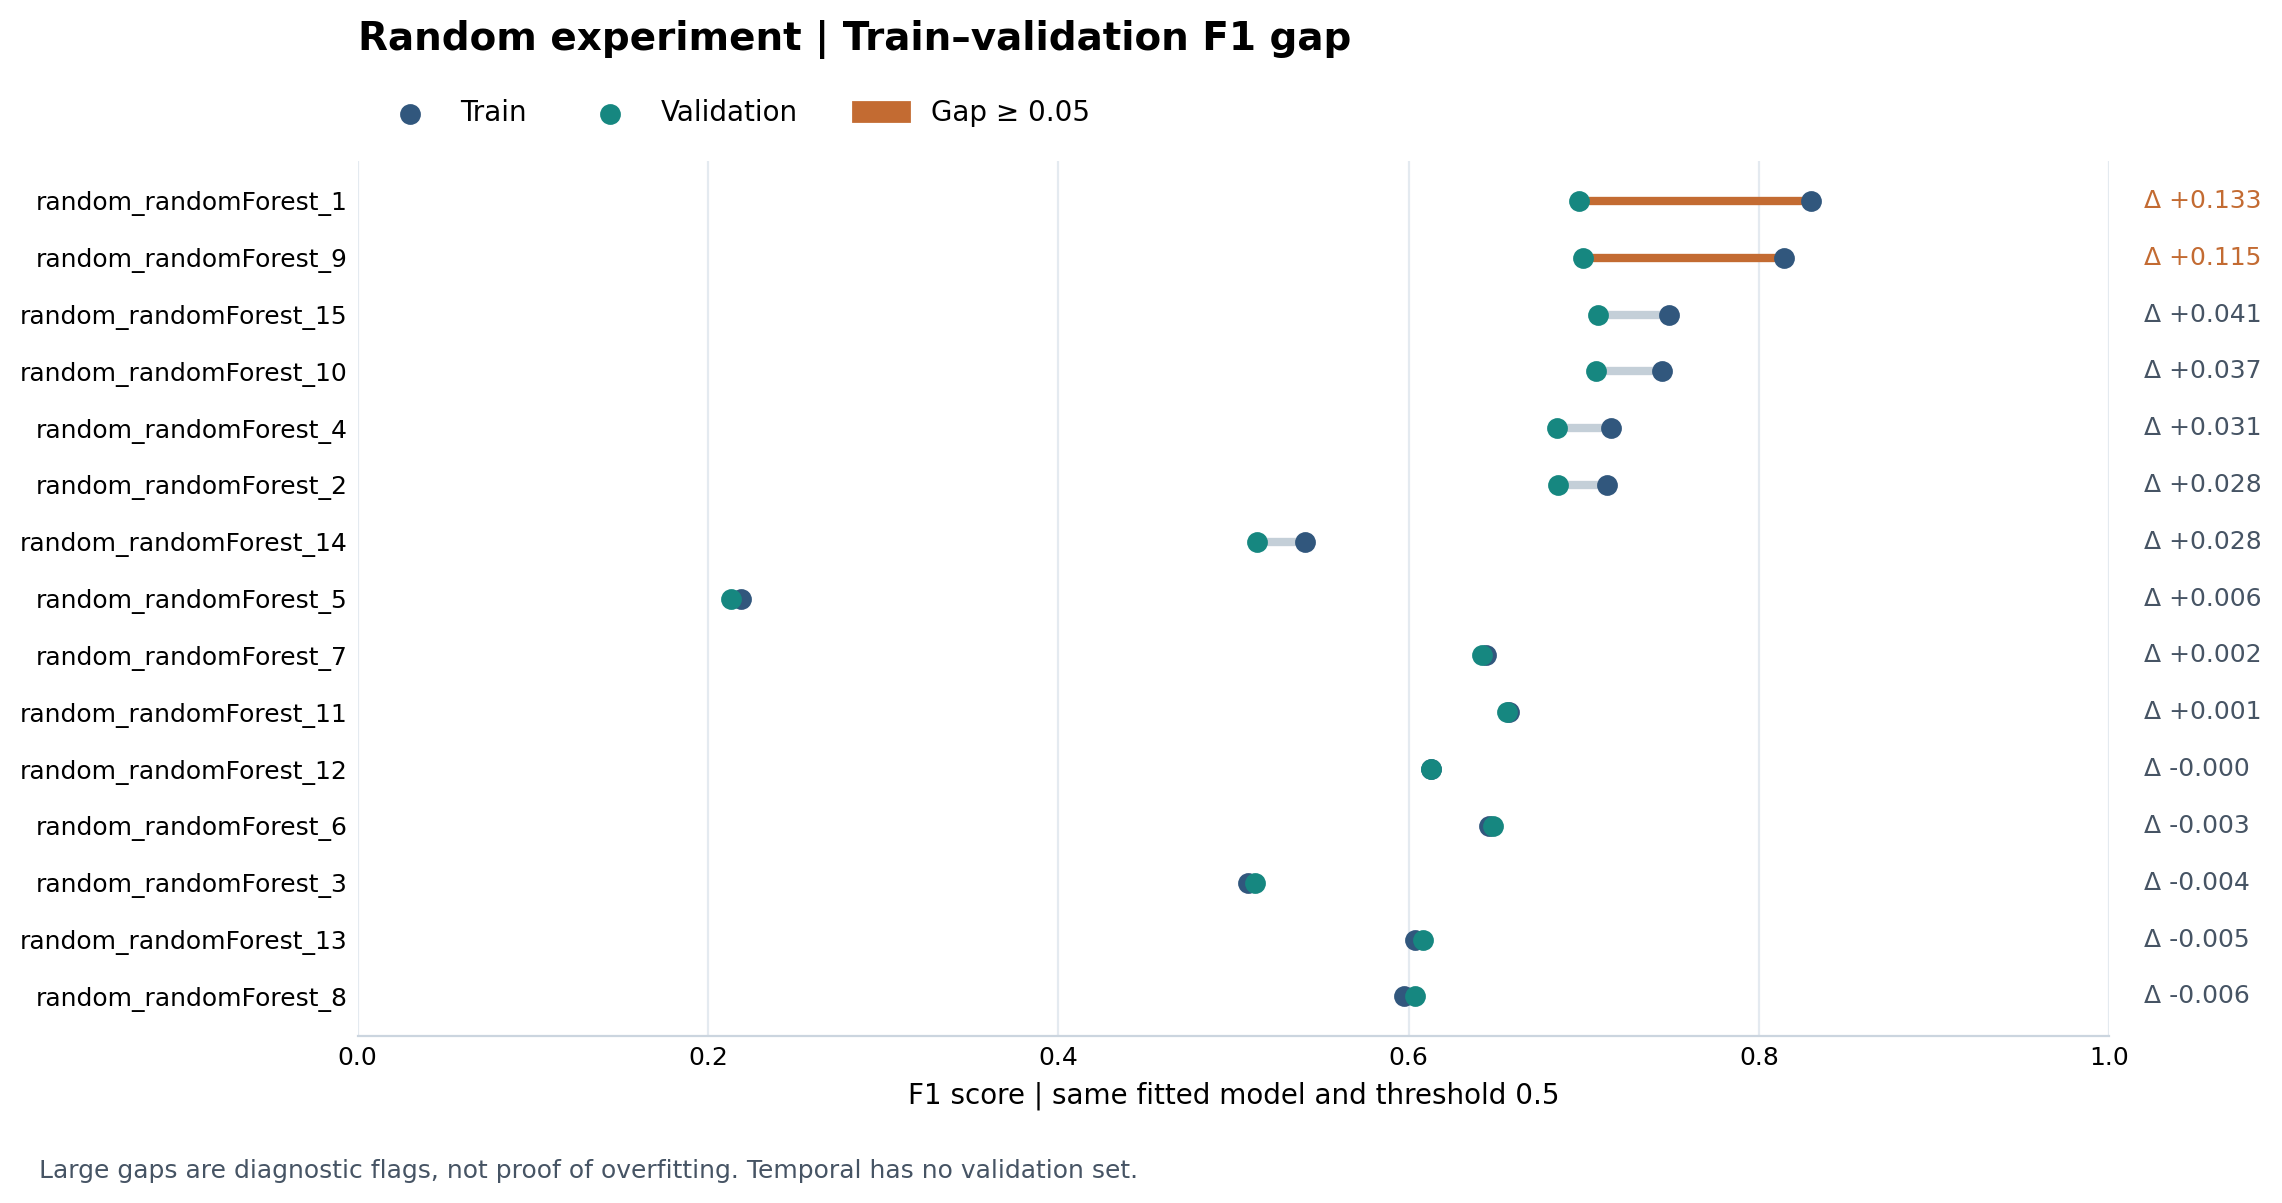 Random experiment | Train–validation F1 gap
Train Validation Gap ≥ 0.05
random_randomForest_1 Δ +0.133
random_randomForest_9 Δ +0.115
random_randomForest_15 Δ +0.041
random_randomForest_10 Δ +0.037
random_randomForest_4 Δ +0.031
random_randomForest_2 Δ +0.028
random_randomForest_14 Δ +0.028
random_randomForest_5 Δ +0.006
random_randomForest_7 Δ +0.002
random_randomForest_11 Δ +0.001
random_randomForest_12 Δ -0.000
random_randomForest_6 Δ -0.003
random_randomForest_3 Δ -0.004
random_randomForest_13 Δ -0.005
random_randomForest_8 Δ -0.006
0.0 0.2 0.4 0.6 0.8 1.0
F1 score | same fitted model and threshold 0.5
Large gaps are diagnostic flags, not proof of overfitting. Temporal has no validation set.